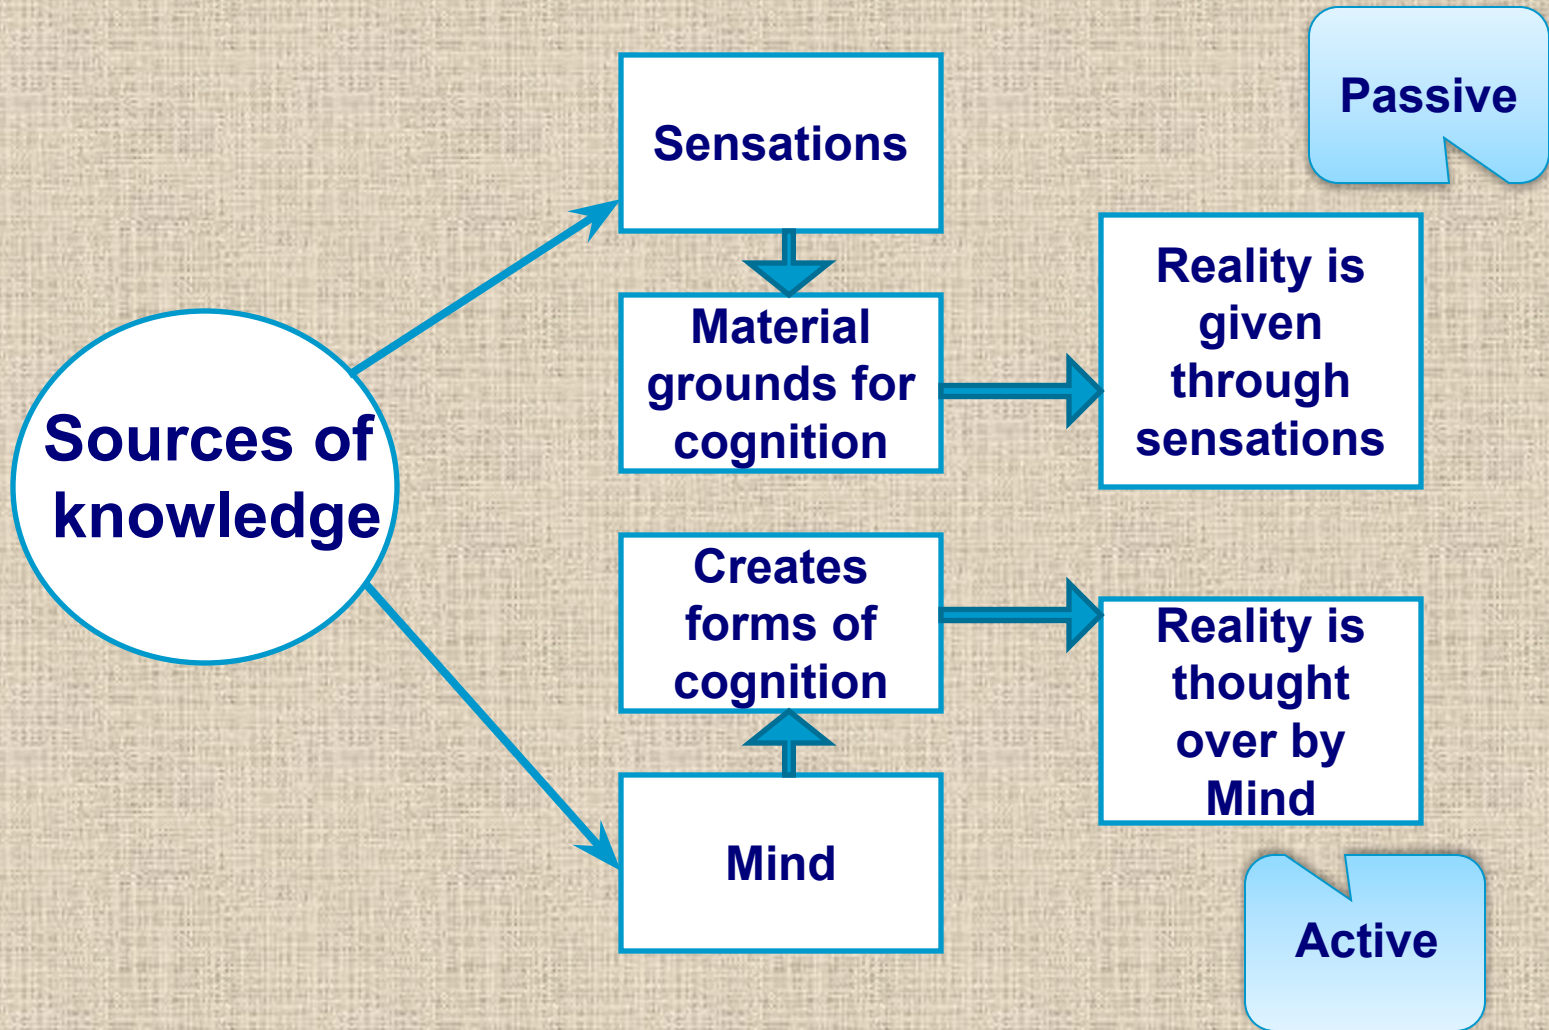 Passive
Sensations
Reality is
given
through
sensations
Material
grounds for
cognition
Sources of
knowledge
Creates
forms of
cognition
Reality is
thought
over by
Mind
Mind
Active